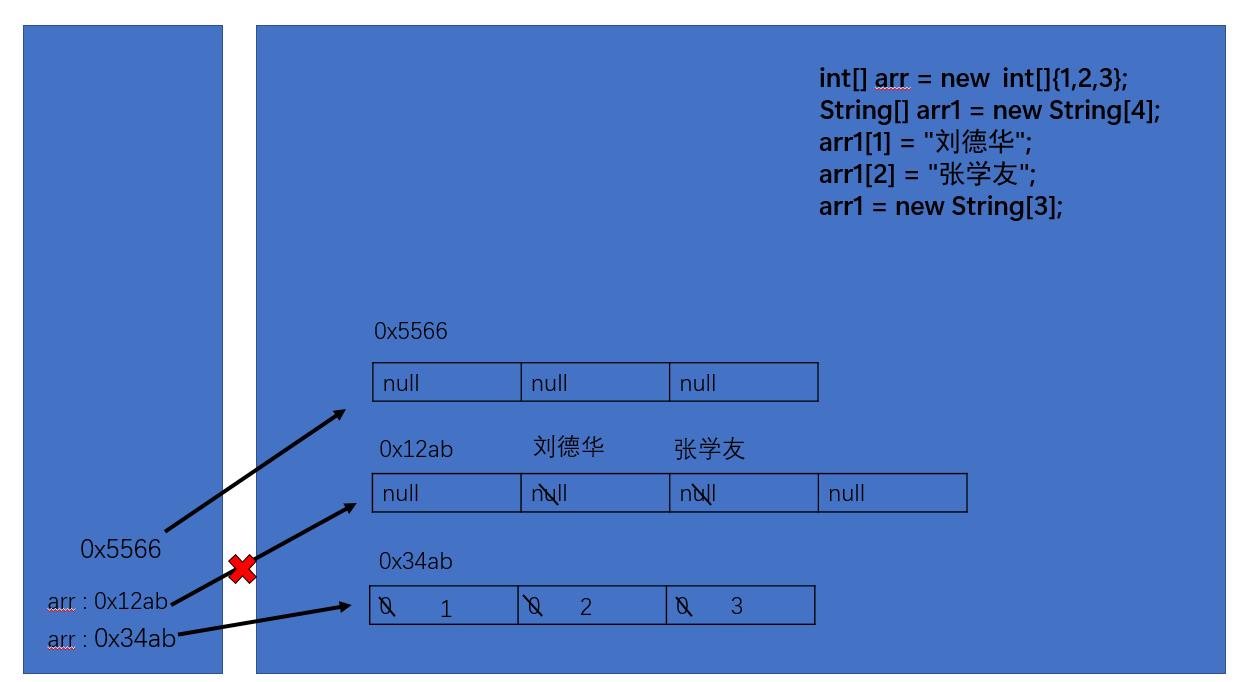 int[] arr = new  int[]{1,2,3};
String[] arr1 = new String[4];
arr1[1] = "刘德华";
arr1[2] = "张学友";
arr1 = new String[3];
0x5566
null null null
0x12ab 刘德华 张学友
null null null null
0x5566
0x34ab
arr : 0x12ab
0 1 0 2 0 3
arr : 0x34ab